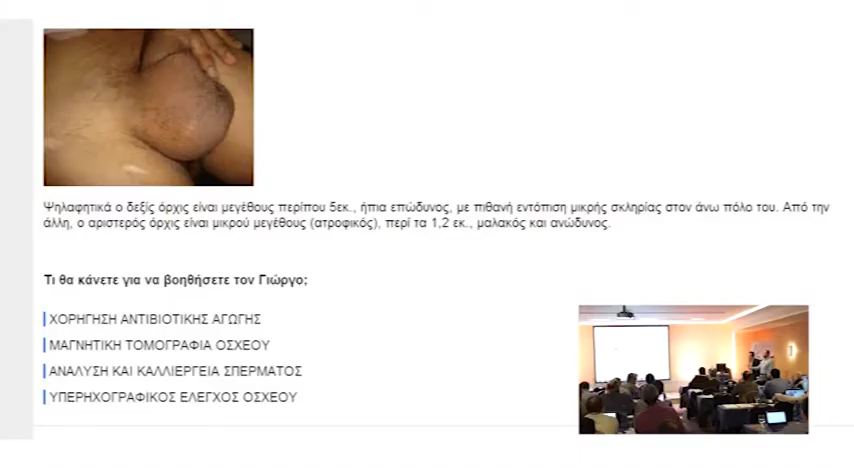 Ψηλαφητικά ο δεξίς όρχις είναι μεγέθους περίπου 5εκ., ήπια επώδυνος, με πιθανή εντόπιση μικρής σκληρίας στον άνω πόλο του. Από την
άλλη, ο αριστερός όρχις είναι μικρού μεγέθους (ατροφικός), περί τα 1,2 εκ., μαλακός και ανώδυνος.
Τι θα κάνετε για να βοηθήσετε τον Γιώργο;
ΧΟΡΗΓΗΣΗ ΑΝΤΙΒΙΟΤΙΚΗΣ ΑΓΩΓΗΣ
ΜΑΓΝΗΤΙΚΗ ΤΟΜΟΓΡΑΦΙΑ ΟΣΧΕΟΥ
ΑΝΑΛΥΣΗ ΚΑΙ ΚΑΛΛΙΕΡΓΕΙΑ ΣΠΕΡΜΑΤΟΣ
ΥΠΕΡΗΧΟΓΡΑΦΙΚΟΣ ΕΛΕΓΧΟΣ ΟΣΧΕΟΥ